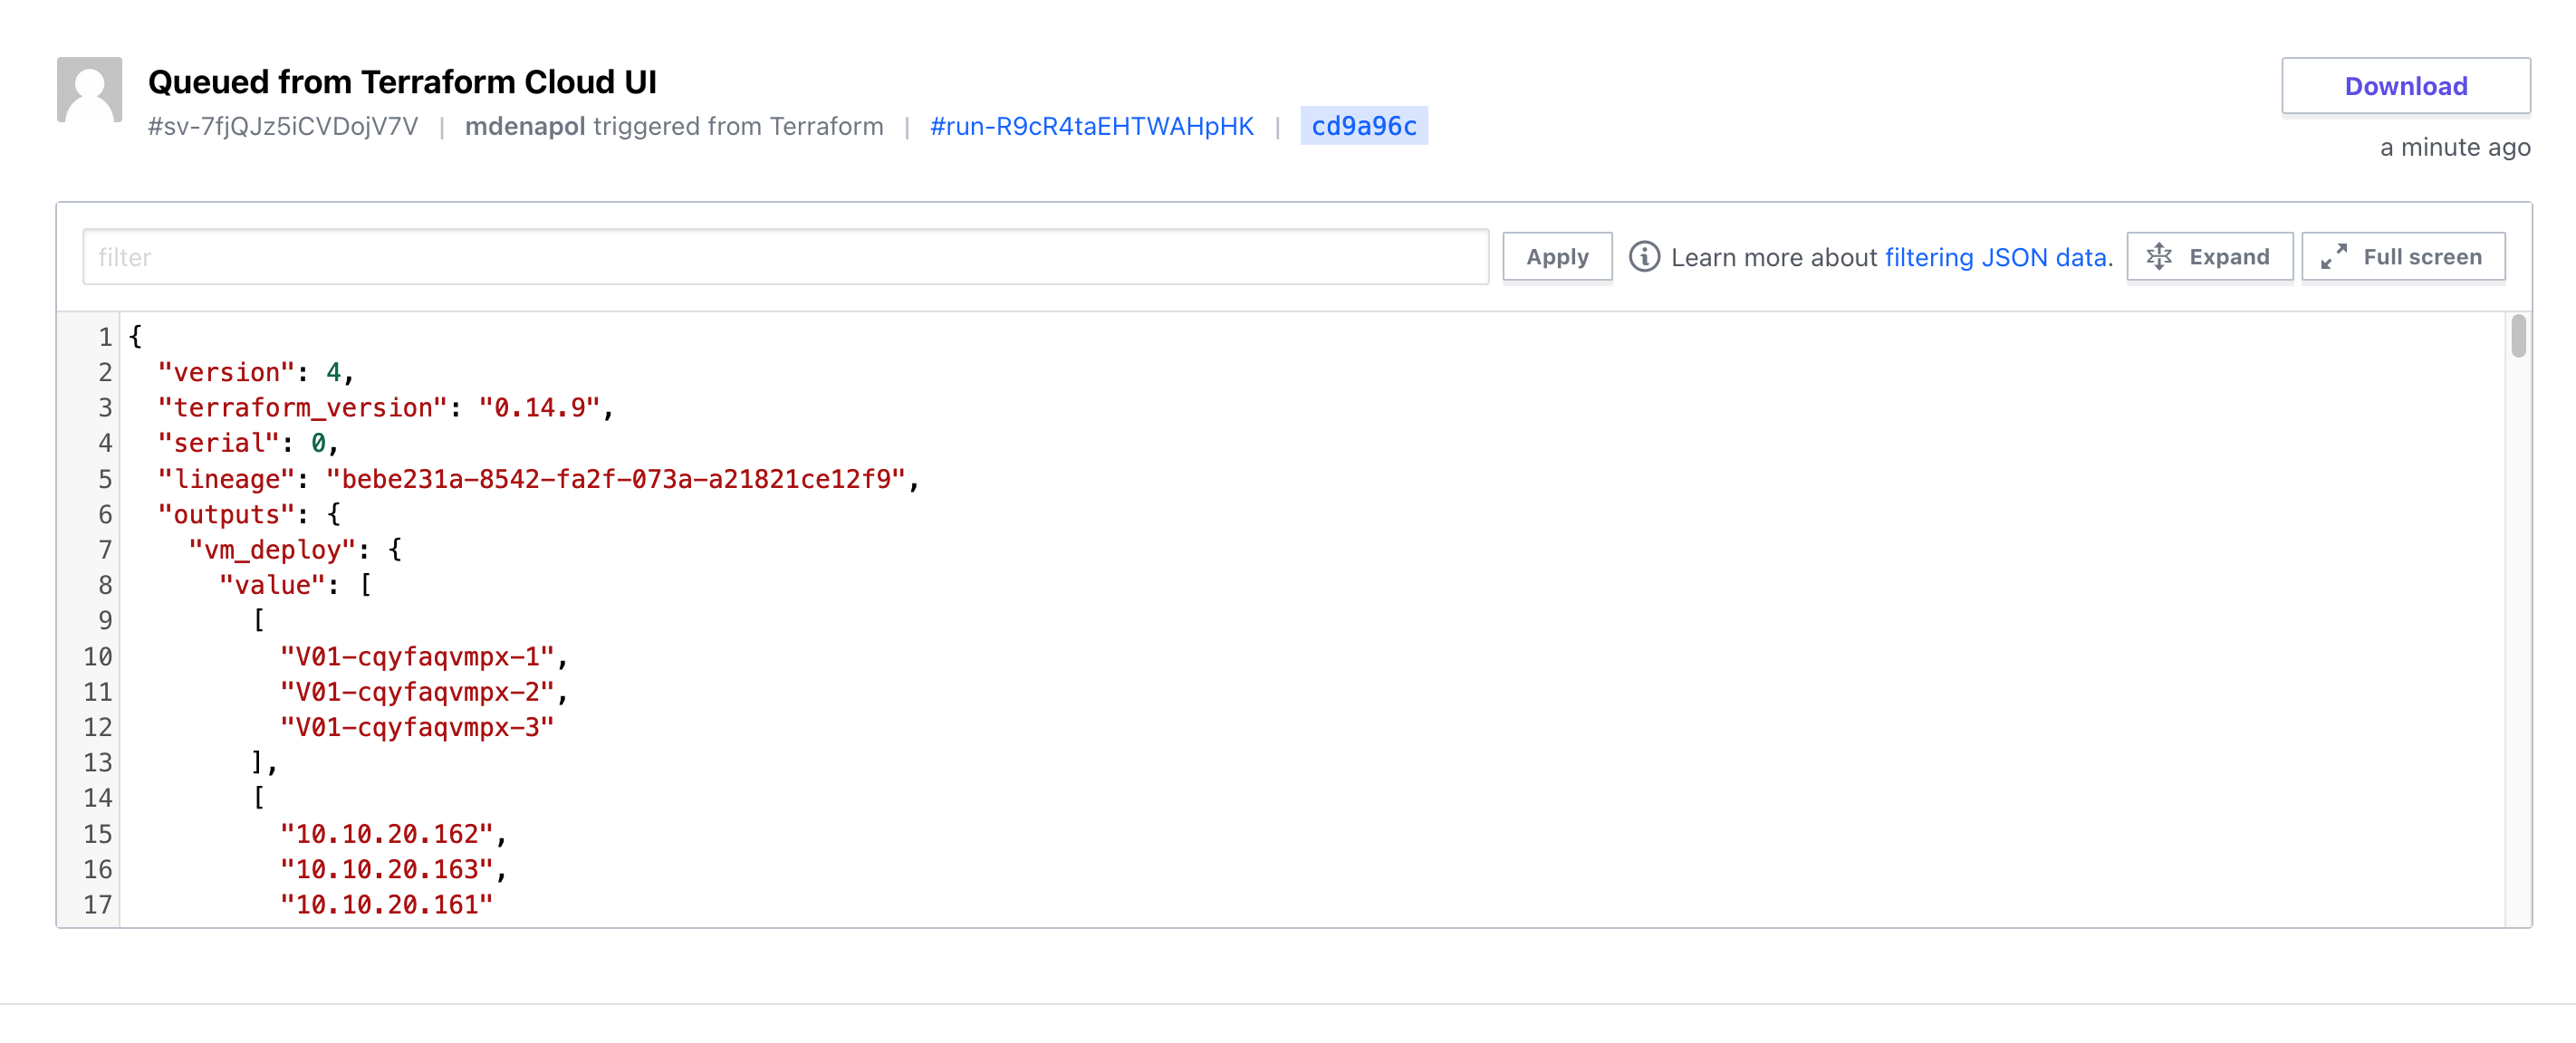 Queued from Terraform Cloud UI
Download
#sv-7fjQJz5iCVDojV7V | mdenapol triggered from Terraform | #run-R9cR4taEHTWAHpHK | cd9a96c
a minute ago
filter Apply Learn more about filtering JSON data. Expand Full screen
1 {
2 "version": 4,
3 "terraform_version": "0.14.9",
4 "serial": 0,
5 "lineage": "bebe231a-8542-fa2f-073a-a21821ce12f9",
6 "outputs": {
7 "vm_deploy": {
8 "value": [
9 [
10 "V01-cqyfaqvmpx-1",
11 "V01-cqyfaqvmpx-2",
12 "V01-cqyfaqvmpx-3"
13 ],
14 [
15 "10.10.20.162",
16 "10.10.20.163",
17 "10.10.20.161"